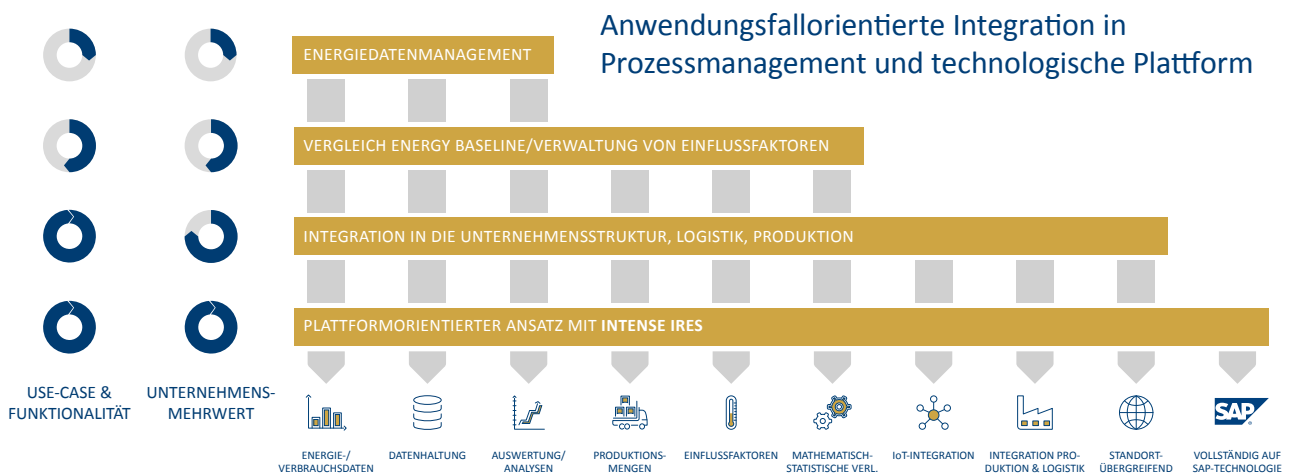 Anwendungsfallorientierte Integration in
Prozessmanagement und technologische Plattform
ENERGIEDATENMANAGEMENT
VERGLEICH ENERGY BASELINE/VERWALTUNG VON EINFLUSSFAKTOREN
INTEGRATION IN DIE UNTERNEHMENSSTRUKTUR, LOGISTIK, PRODUKTION
PLATTFORMORIENTIERTER ANSATZ MIT INTENSE IRES
USE-CASE &
FUNKTIONALITÄT
UNTERNEHMENS-
MEHRWERT
SAP
ENERGIE-/
VERBRAUCHSDATEN
DATENHALTUNG
AUSWERTUNG/
ANALYSEN
PRODUKTIONS-
MENGEN
EINFLUSSFAKTOREN
MATHEMATISCH-
STATISTISCHE VERL.
IoT-INTEGRATION
INTEGRATION PRO-
DUKTION & LOGISTIK
STANDORT-
ÜBERGREIFEND
VOLLSTÄNDIG AUF
SAP-TECHNOLOGIE